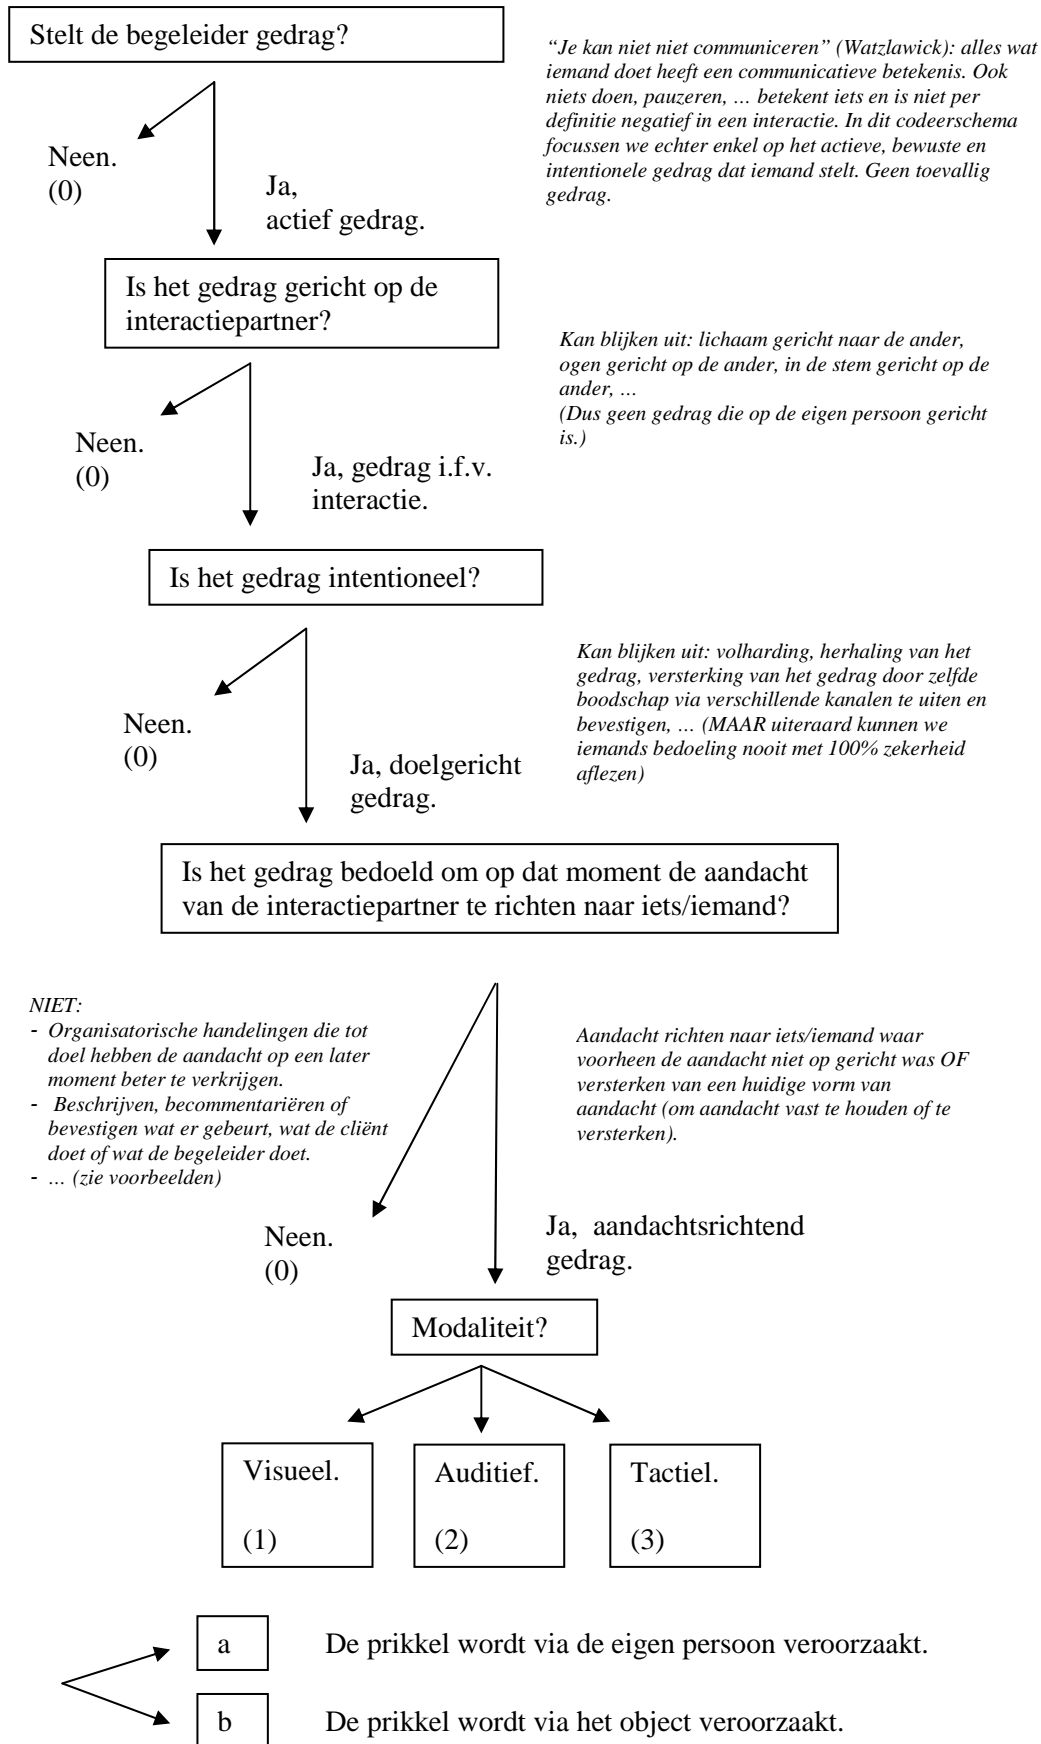 Stelt de begeleider gedrag?
“Je kan niet niet communiceren” (Watzlawick): alles wat
iemand doet heeft een communicatieve betekenis. Ook
niets doen, pauzeren, … betekent iets en is niet per
definitie negatief in een interactie. In dit codeerschema
focussen we echter enkel op het actieve, bewuste en
intentionele gedrag dat iemand stelt. Geen toevallig
gedrag.
Neen.
(0)
Ja,
actief gedrag.
Is het gedrag gericht op de
interactiepartner?
Kan blijken uit: lichaam gericht naar de ander,
ogen gericht op de ander, in de stem gericht op de
ander, …
(Dus geen gedrag die op de eigen persoon gericht
is.)
Neen.
(0)
Ja, gedrag i.f.v.
interactie.
Is het gedrag intentioneel?
Kan blijken uit: volharding, herhaling van het
gedrag, versterking van het gedrag door zelfde
boodschap via verschillende kanalen te uiten en
bevestigen, … (MAAR uiteraard kunnen we
iemands bedoeling nooit met 100% zekerheid
aflezen)
Neen.
(0)
Ja, doelgericht
gedrag.
Is het gedrag bedoeld om op dat moment de aandacht
van de interactiepartner te richten naar iets/iemand?
NIET:
- Organisatorische handelingen die tot
doel hebben de aandacht op een later
moment beter te verkrijgen.
- Beschrijven, becommentariëren of
bevestigen wat er gebeurt, wat de cliënt
doet of wat de begeleider doet.
- … (zie voorbeelden)
Aandacht richten naar iets/iemand waar
voorheen de aandacht niet op gericht was OF
versterken van een huidige vorm van
aandacht (om aandacht vast te houden of te
versterken).
Neen.
(0)
Ja, aandachtsrichtend
gedrag.
Modaliteit?
Visueel.
(1)
Auditief.
(2)
Tactiel.
(3)
a De prikkel wordt via de eigen persoon veroorzaakt.
b De prikkel wordt via het object veroorzaakt.